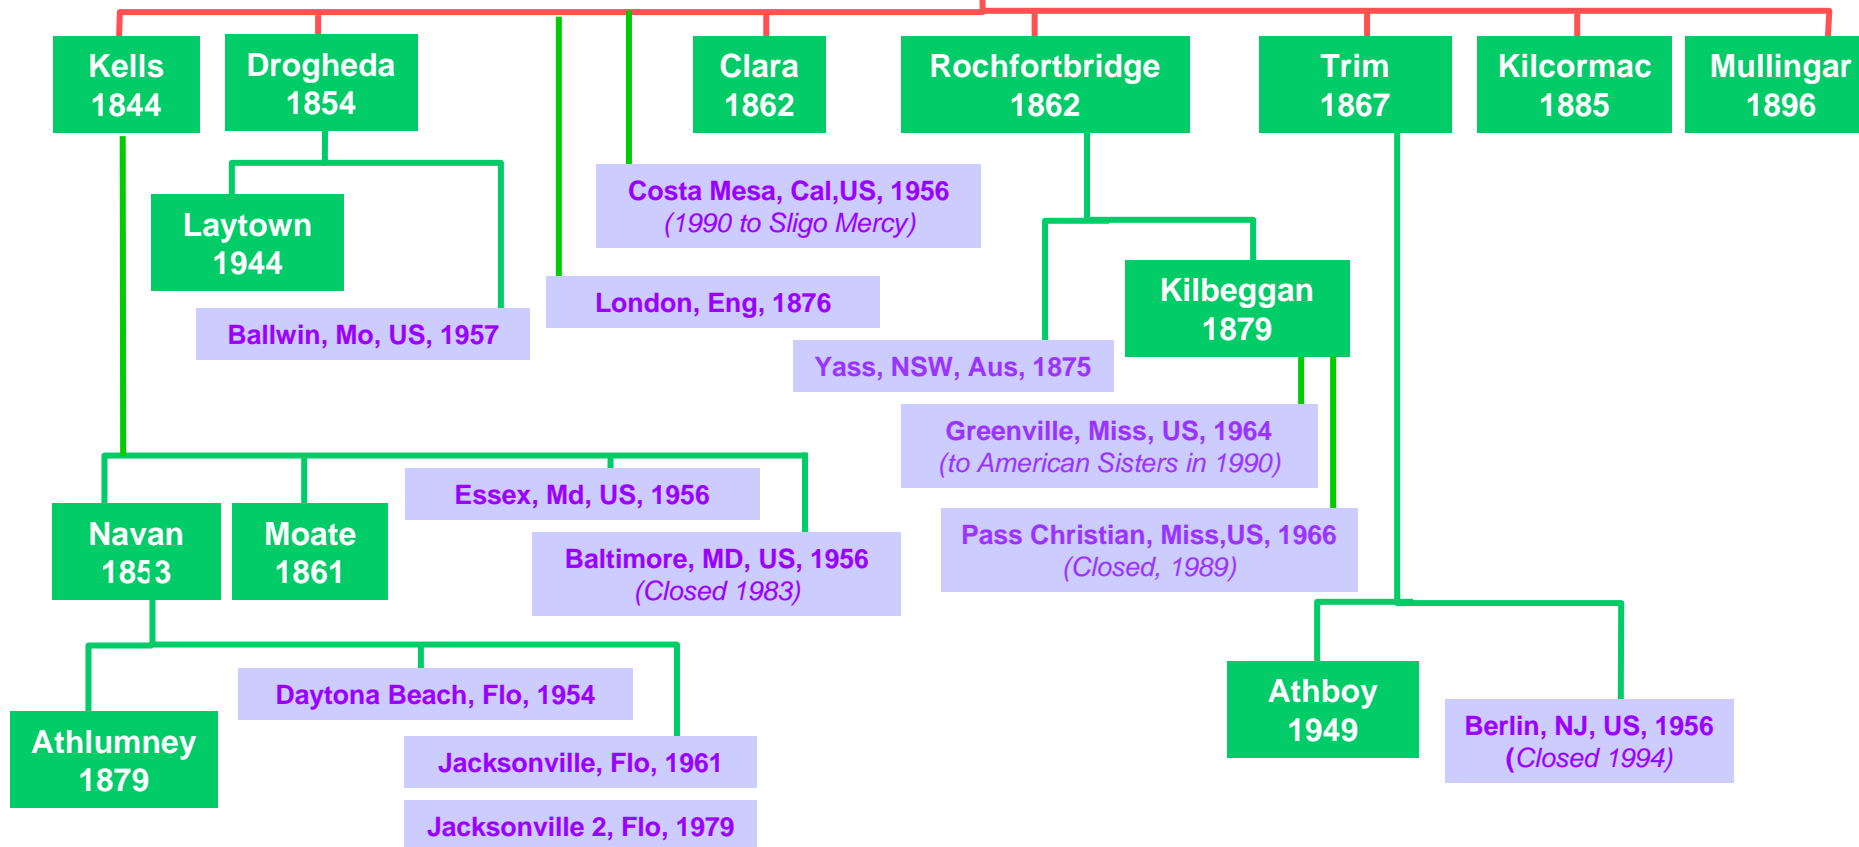 Kells
1844
Drogheda
1854
Clara
1862
Rochfortbridge
1862
Trim
1867
Kilcormac
1885
Mullingar
1896
Costa Mesa, Cal,US, 1956
(1990 to Sligo Mercy)
Laytown
1944
London, Eng, 1876
Kilbeggan
1879
Ballwin, Mo, US, 1957
Yass, NSW, Aus, 1875
Greenville, Miss, US, 1964
(to American Sisters in 1990)
Essex, Md, US, 1956
Navan
1853
Moate
1861
Baltimore, MD, US, 1956
(Closed 1983)
Pass Christian, Miss,US, 1966
(Closed, 1989)
Daytona Beach, Flo, 1954
Athboy
1949
Berlin, NJ, US, 1956
(Closed 1994)
Athlumney
1879
Jacksonville, Flo, 1961
Jacksonville 2, Flo, 1979